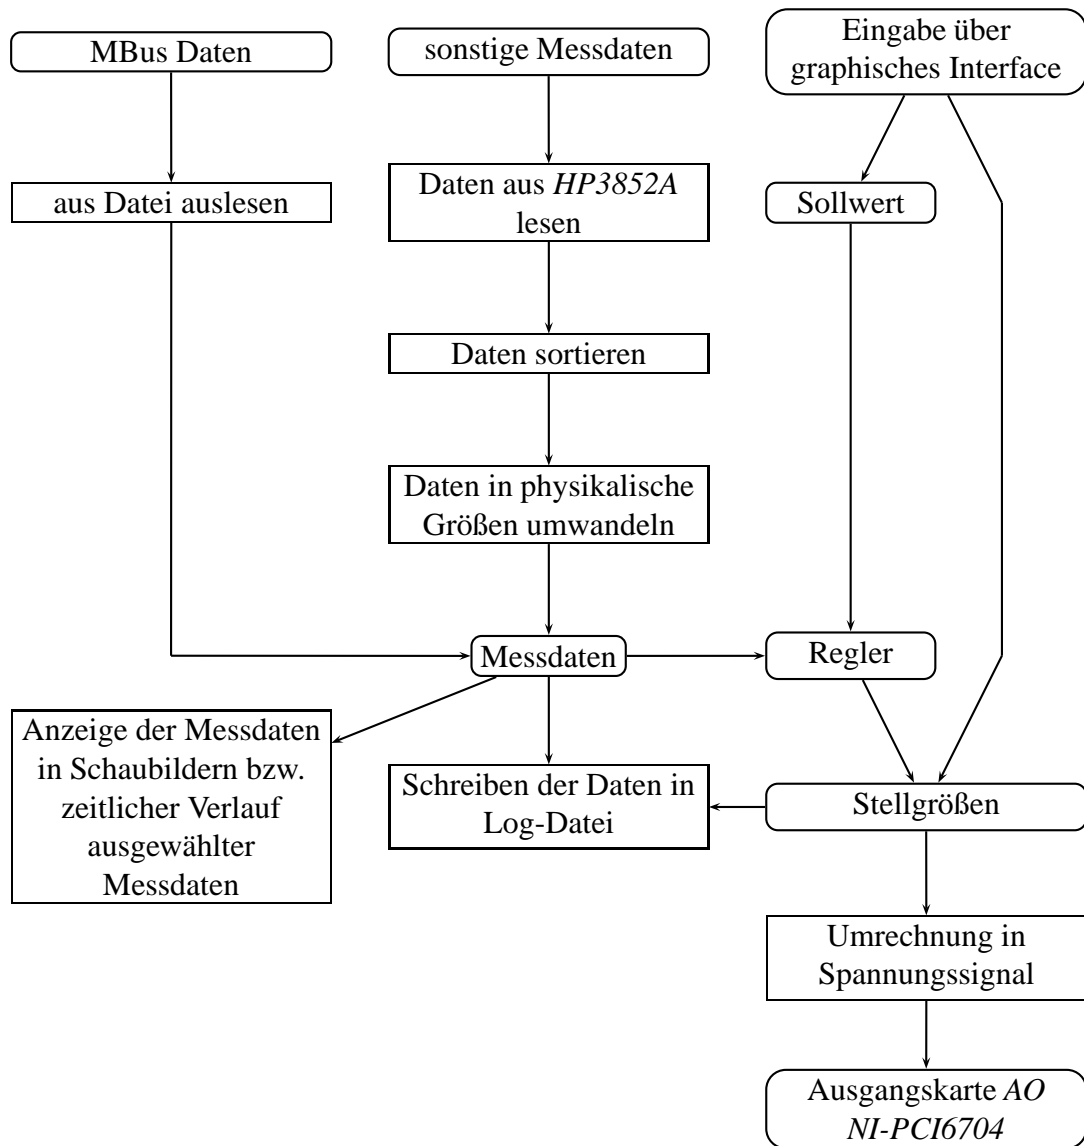 MBus Daten
sonstige Messdaten
Eingabe über
graphisches Interface
aus Datei auslesen
Daten aus HP3852A
lesen
Sollwert
Daten sortieren
Daten in physikalische
Größen umwandeln
Messdaten
Regler
Anzeige der Messdaten
in Schaubildern bzw.
zeitlicher Verlauf
ausgewählter
Messdaten
Schreiben der Daten in
Log-Datei
Stellgrößen
Umrechnung in
Spannungssignal
Ausgangskarte AO
NI-PCI6704